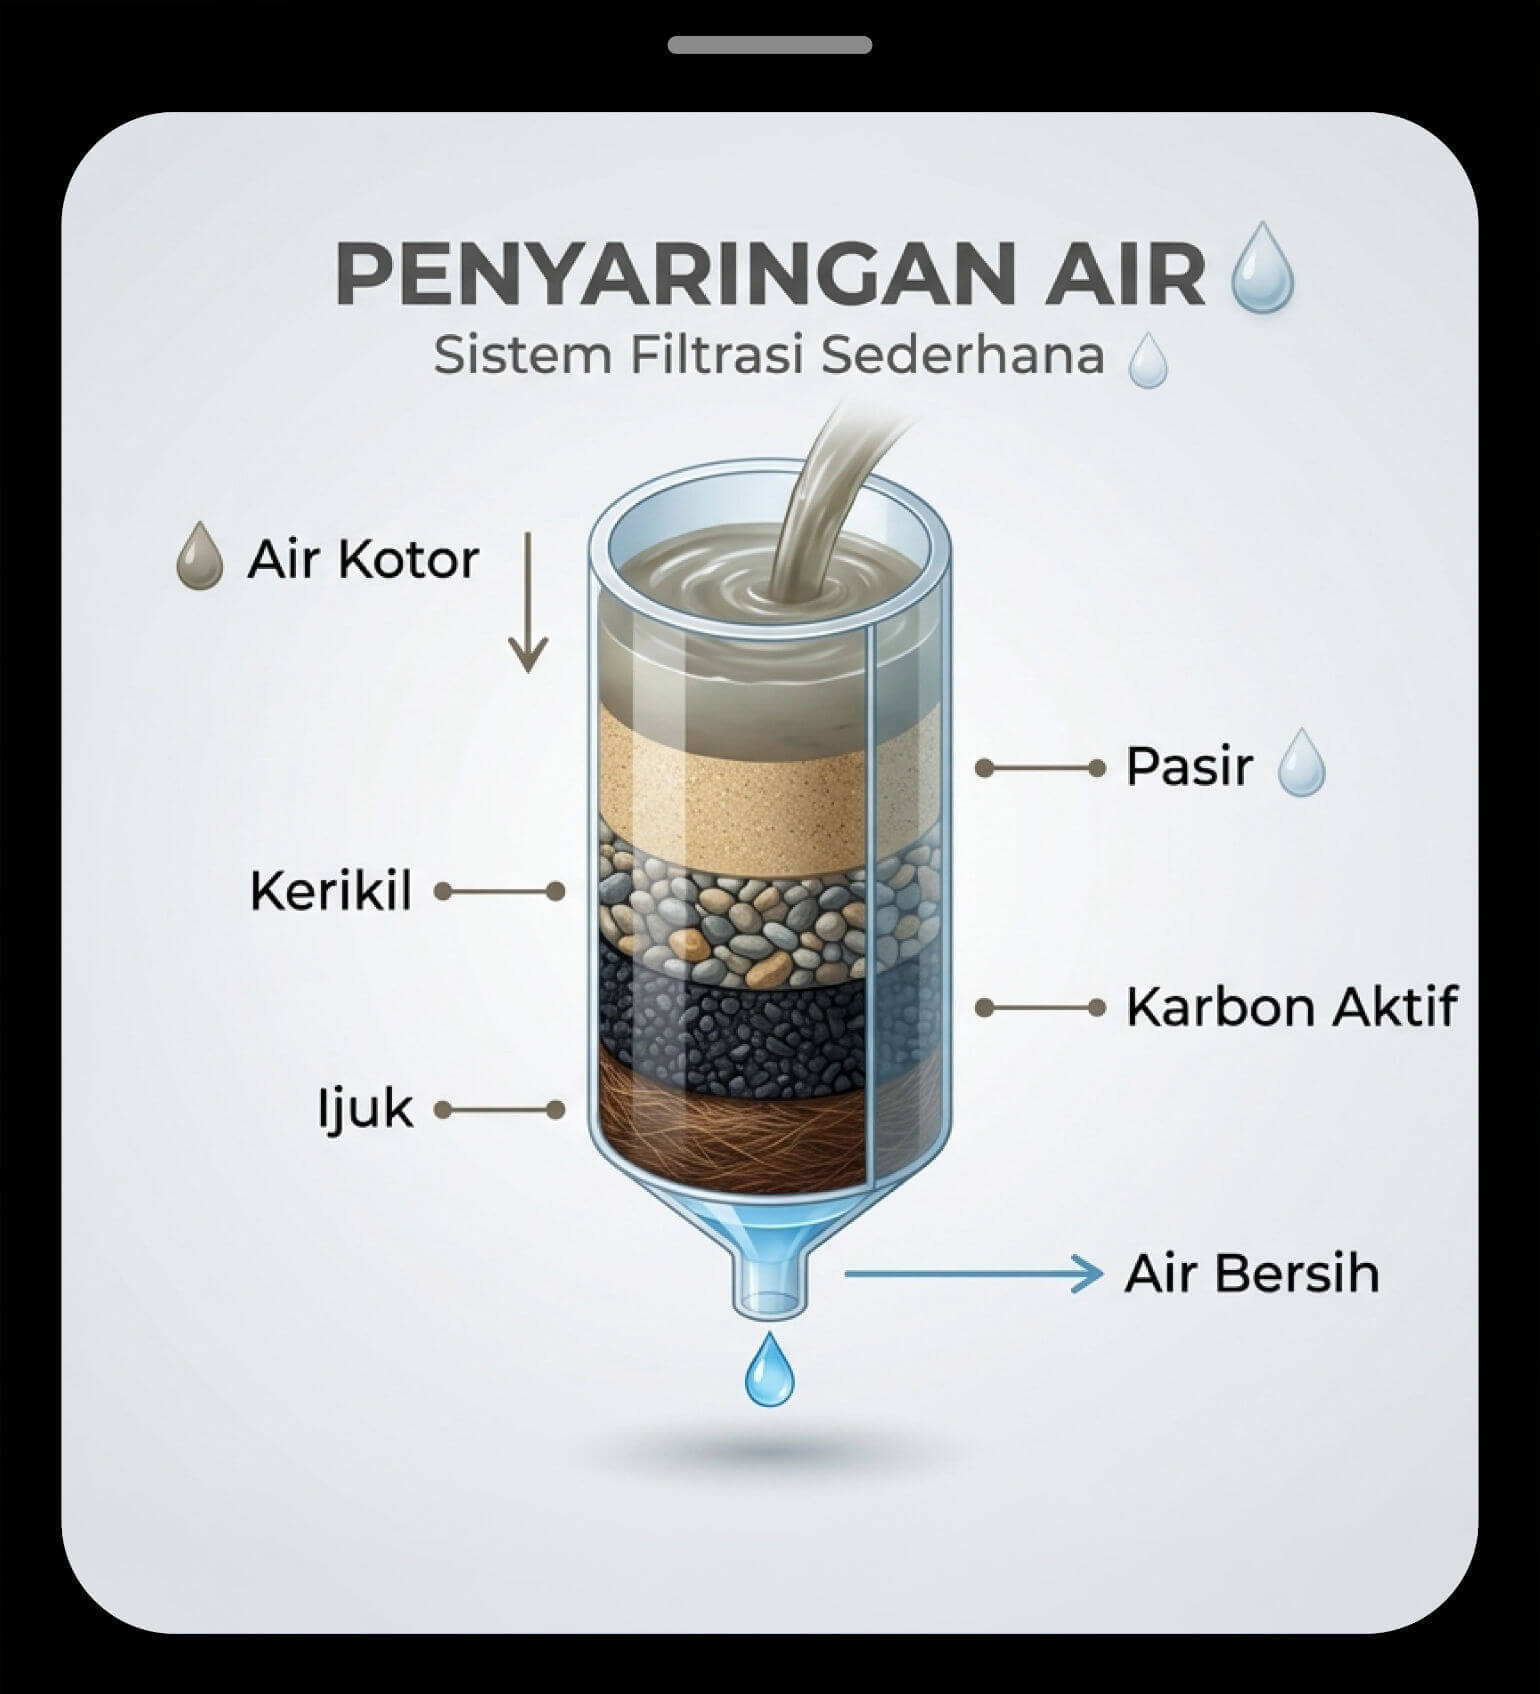 PENYARINGAN AIR
Sistem Filtrasi Sederhana
Air Kotor
Pasir
Kerikil
Karbon Aktif
Ijuk
Air Bersih